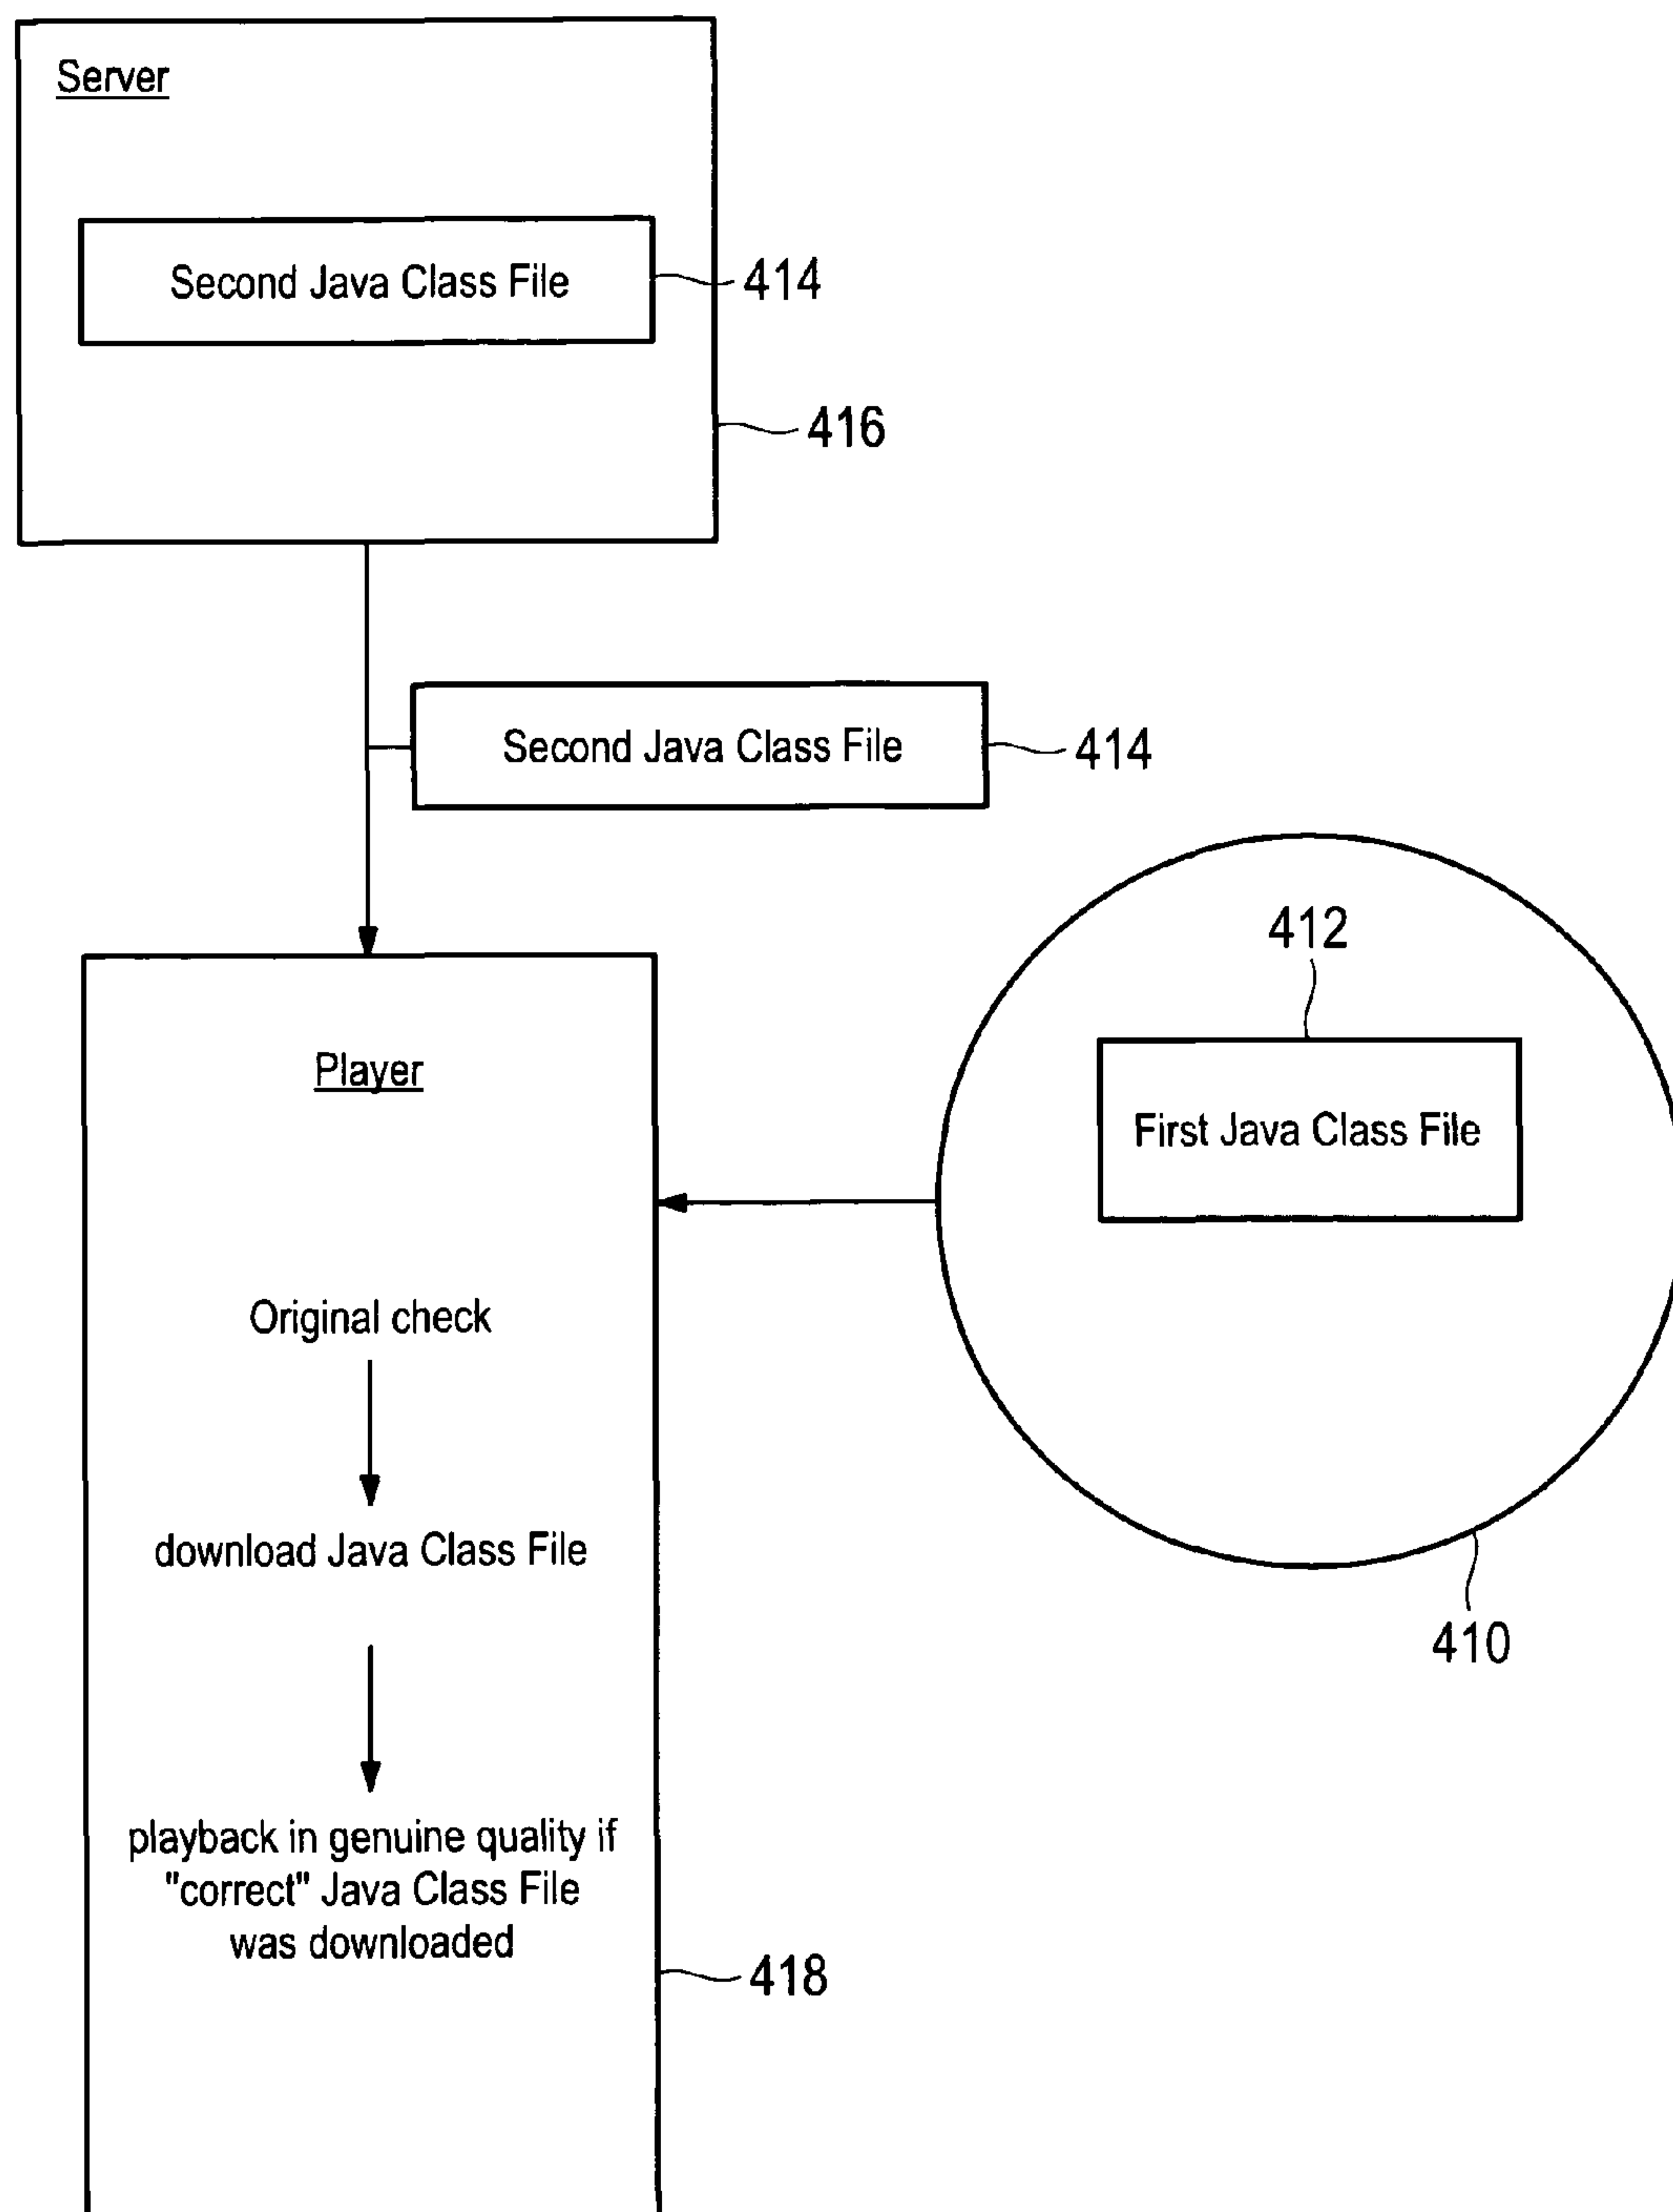 Server
Second Java Class File
414
416
Second Java Class File
414
412
First Java Class File
Player
Original check
download Java Class File
410
playback in genuine quality if
"correct" Java Class File
was downloaded
418